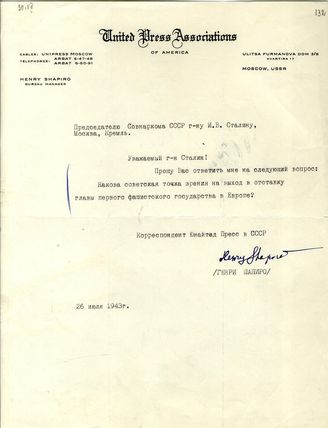 132
United Press Associations
OF AMERICA
CABLES: UNIPRESS MOSCOW
TELEPHONES: ARBAT 6-47-48
ARBAT 6-50-91
HENRY SHAPIRO
BUREAU MANAGER
ULITSA FURMANOVA DOM 3/5
KVARTIRA
MOSCOW, USSR
Председателю Совнаркома СССР г-ну И.В. Сталину,
Москва, Кремль.
Уважаемый г-н Сталин!
Прошу Вас ответить мне на следующий вопрос:
Какова советская точка зрения на выход в отставку
главы первого фашистского государства в Европе?
Корреспондент Юнайтед Пресс в СССР
Henry Shapiro
/ГЕНРИ ШАПИРО/
26 июля 1943г.